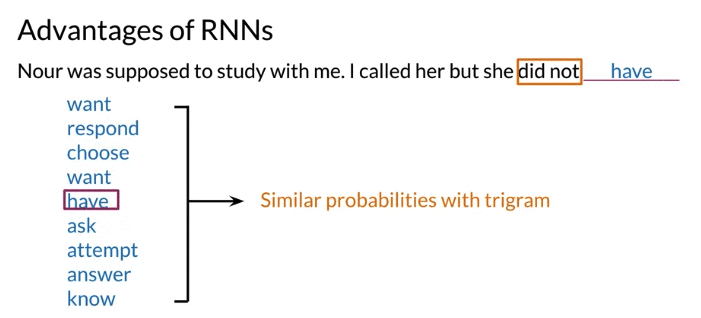 Advantages of RNNs
Nour was supposed to study with me. I called her but she did not have
want
respond
choose
want
have
ask
attempt
answer
know
Similar probabilities with trigram